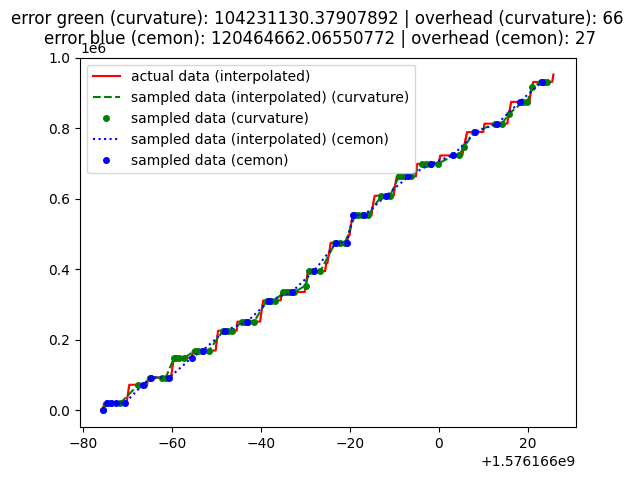 error green (curvature): 104231130.37907892 | overhead (curvature): 66
error blue (cemon): 120464662.06550772 | overhead (cemon): 27
1e6
actual data (interpolated)
sampled data (interpolated) (curvature)
sampled data (curvature)
sampled data (interpolated) (cemon)
sampled data (cemon)
1.0
0.8
0.6
0.4
0.2
0.0
−80 −60 −40 −20 0 20
+1.576166e9